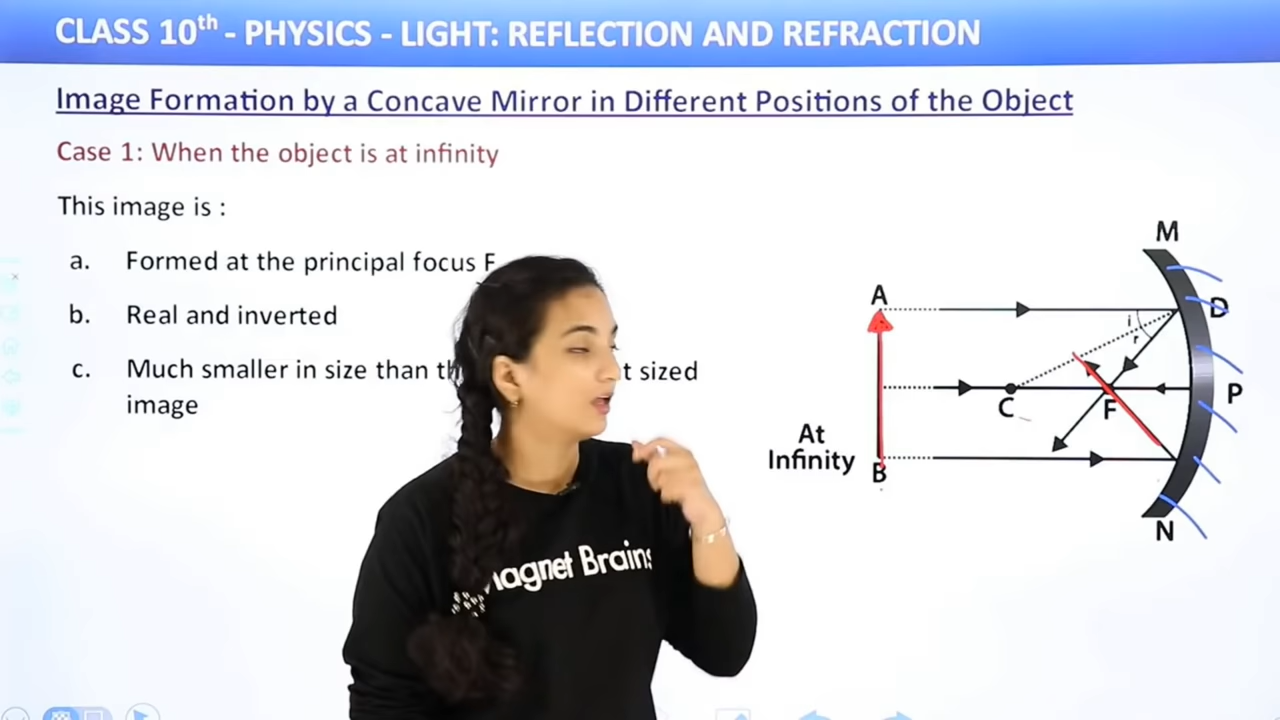 CLASS 10th - PHYSICS - LIGHT: REFLECTION AND REFRACTION
Image Formation by a Concave Mirror in Different Positions of the Object
Case 1: When the object is at infinity
This image is :
a. Formed at the principal focus F
b. Real and inverted
c. Much smaller in size than t sized
image
M
A
D
i
r
C
F
P
At
Infinity
B
N
agnet Brains